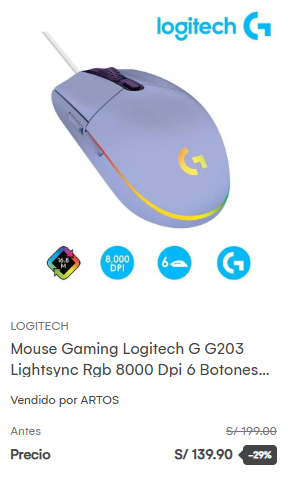 logitech G
16.8
M
8,000
DPI
6
LOGITECH
Mouse Gaming Logitech G G203
Lightsync Rgb 8000 Dpi 6 Botones...
Vendido por ARTOS
Antes S/ 199.00
Precio S/ 139.90 -29%